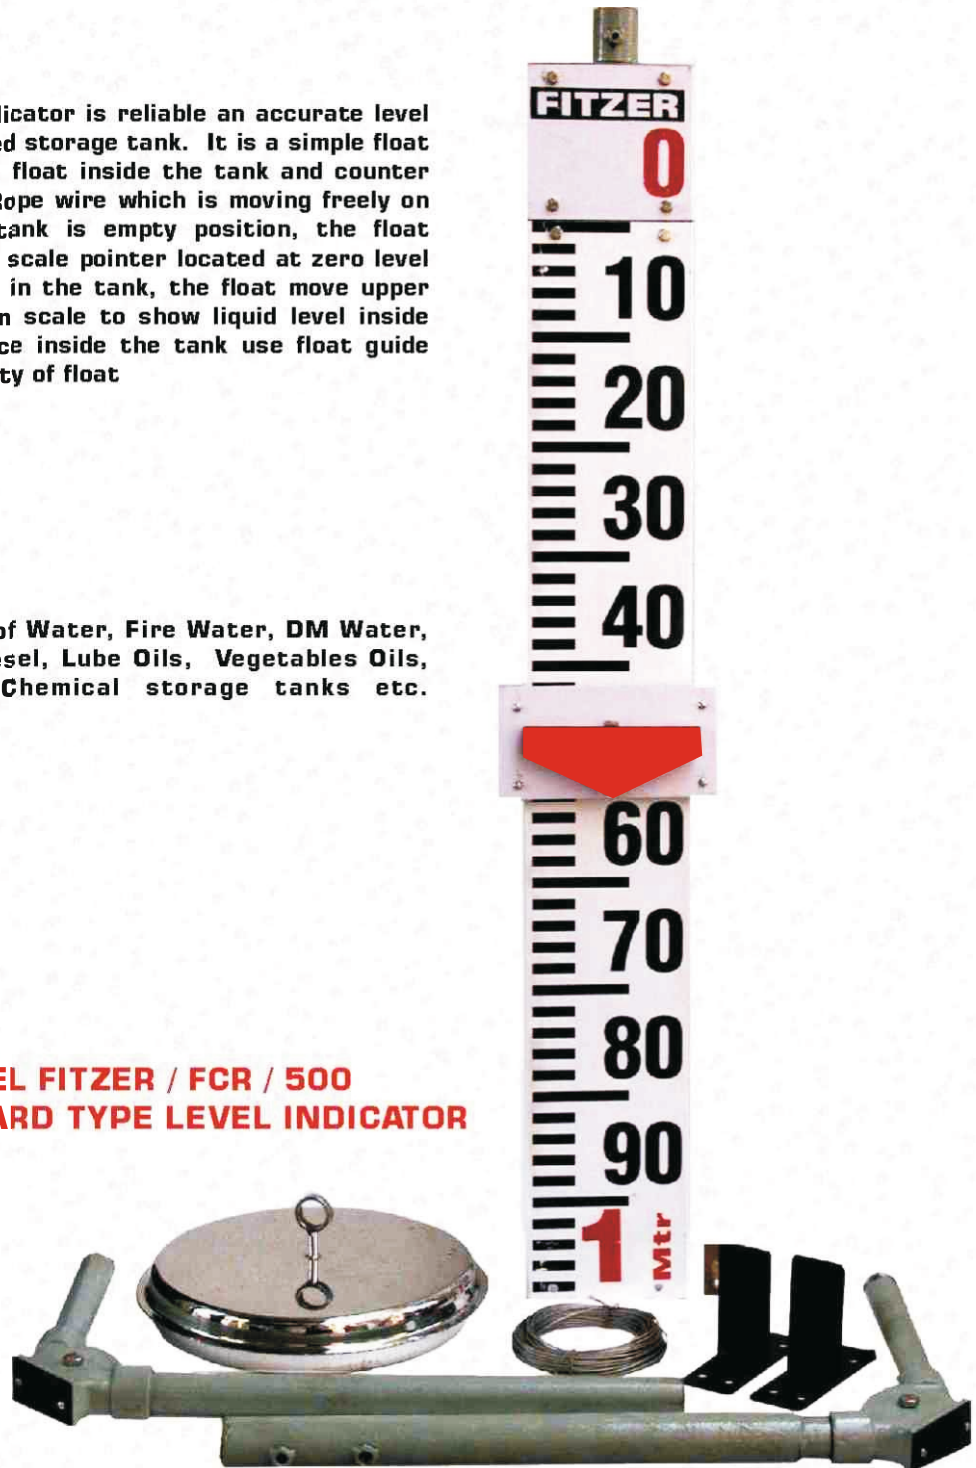 dicator is reliable an accurate level
ed storage tank. It is a simple float
float inside the tank and counter
Rope wire which is moving freely on
tank is empty position, the float
scale pointer located at zero level
in the tank, the float move upper
n scale to show liquid level inside
ce inside the tank use float guide
ty of float
of Water, Fire Water, DM Water,
esel, Lube Oils, Vegetables Oils,
Chemical storage tanks etc.
EL FITZER / FCR / 500
ARD TYPE LEVEL INDICATOR
FITZER
0
10
20
30
40
60
70
80
90
1 Mtr